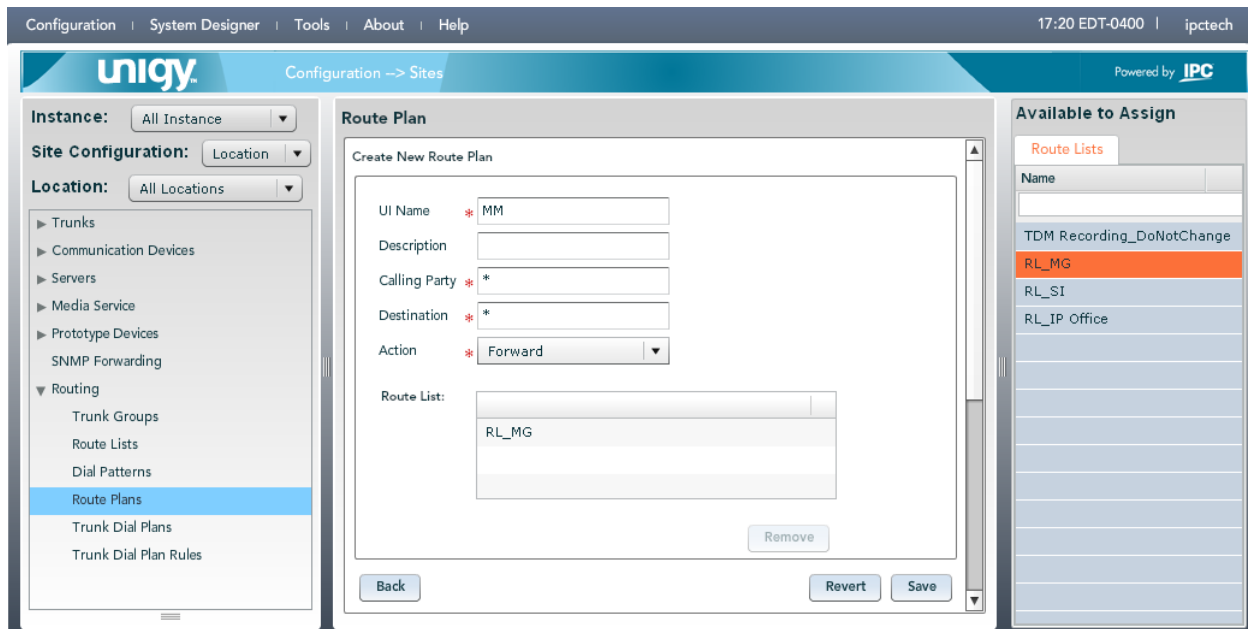 Configuration | System Designer | Tools | About | Help 17:20 EDT-0400 | ipctech
unigy™ Configuration --> Sites Powered by IPC
Instance: All Instance
Site Configuration: Location
Location: All Locations
Trunks
Communication Devices
Servers
Media Service
Prototype Devices
SNMP Forwarding
Routing
Trunk Groups
Route Lists
Dial Patterns
Route Plans
Trunk Dial Plans
Trunk Dial Plan Rules
Route Plan
Create New Route Plan
UI Name * MM
Description
Calling Party * *
Destination * *
Action * Forward
Route List:
RL_MG
Remove
Back Revert Save
Available to Assign
Route Lists
Name
TDM Recording_DoNotChange
RL_MG
RL_SI
RL_IP Office